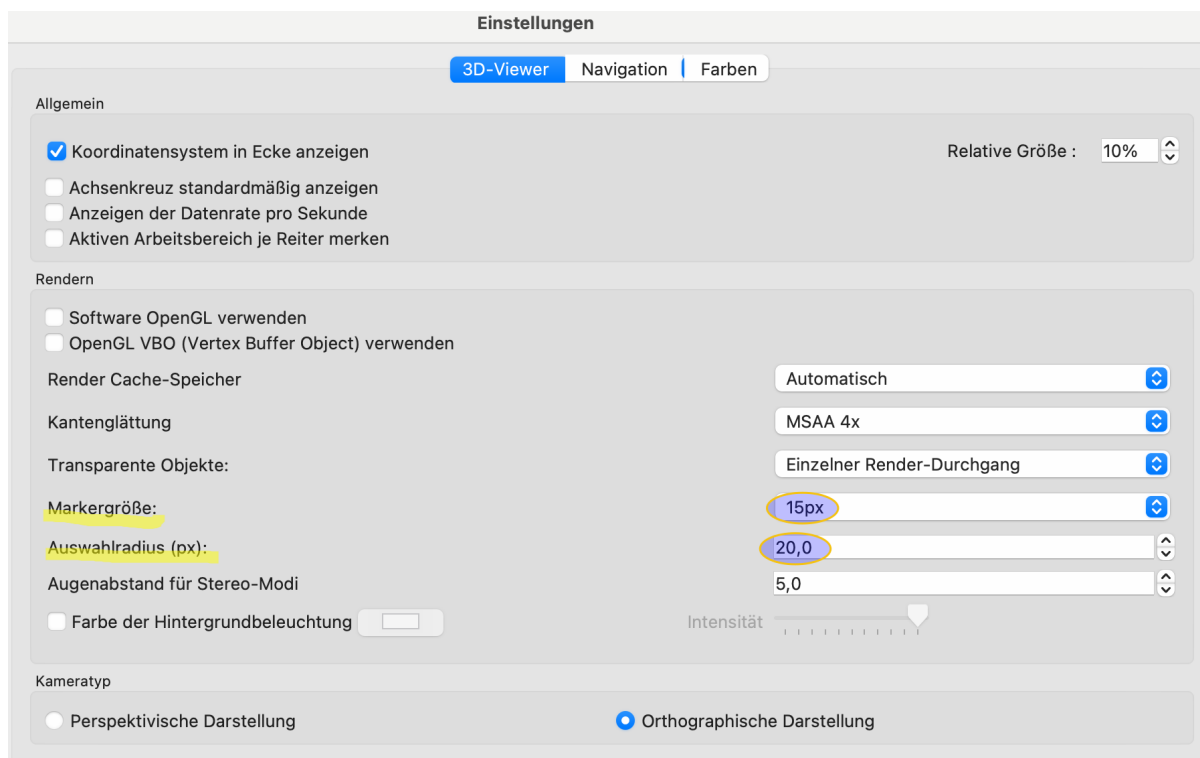 Einstellungen
3D-Viewer Navigation Farben
Allgemein
Koordinatensystem in Ecke anzeigen Relative Größe : 10%
Achsenkreuz standardmäßig anzeigen
Anzeigen der Datenrate pro Sekunde
Aktiven Arbeitsbereich je Reiter merken
Rendern
Software OpenGL verwenden
OpenGL VBO (Vertex Buffer Object) verwenden
Render Cache-Speicher Automatisch
Kantenglättung MSAA 4x
Transparente Objekte: Einzelner Render-Durchgang
Markergröße: 15px
Auswahlradius (px): 20,0
Augenabstand für Stereo-Modi 5,0
Farbe der Hintergrundbeleuchtung Intensität
Kameratyp
Perspektivische Darstellung Orthographische Darstellung